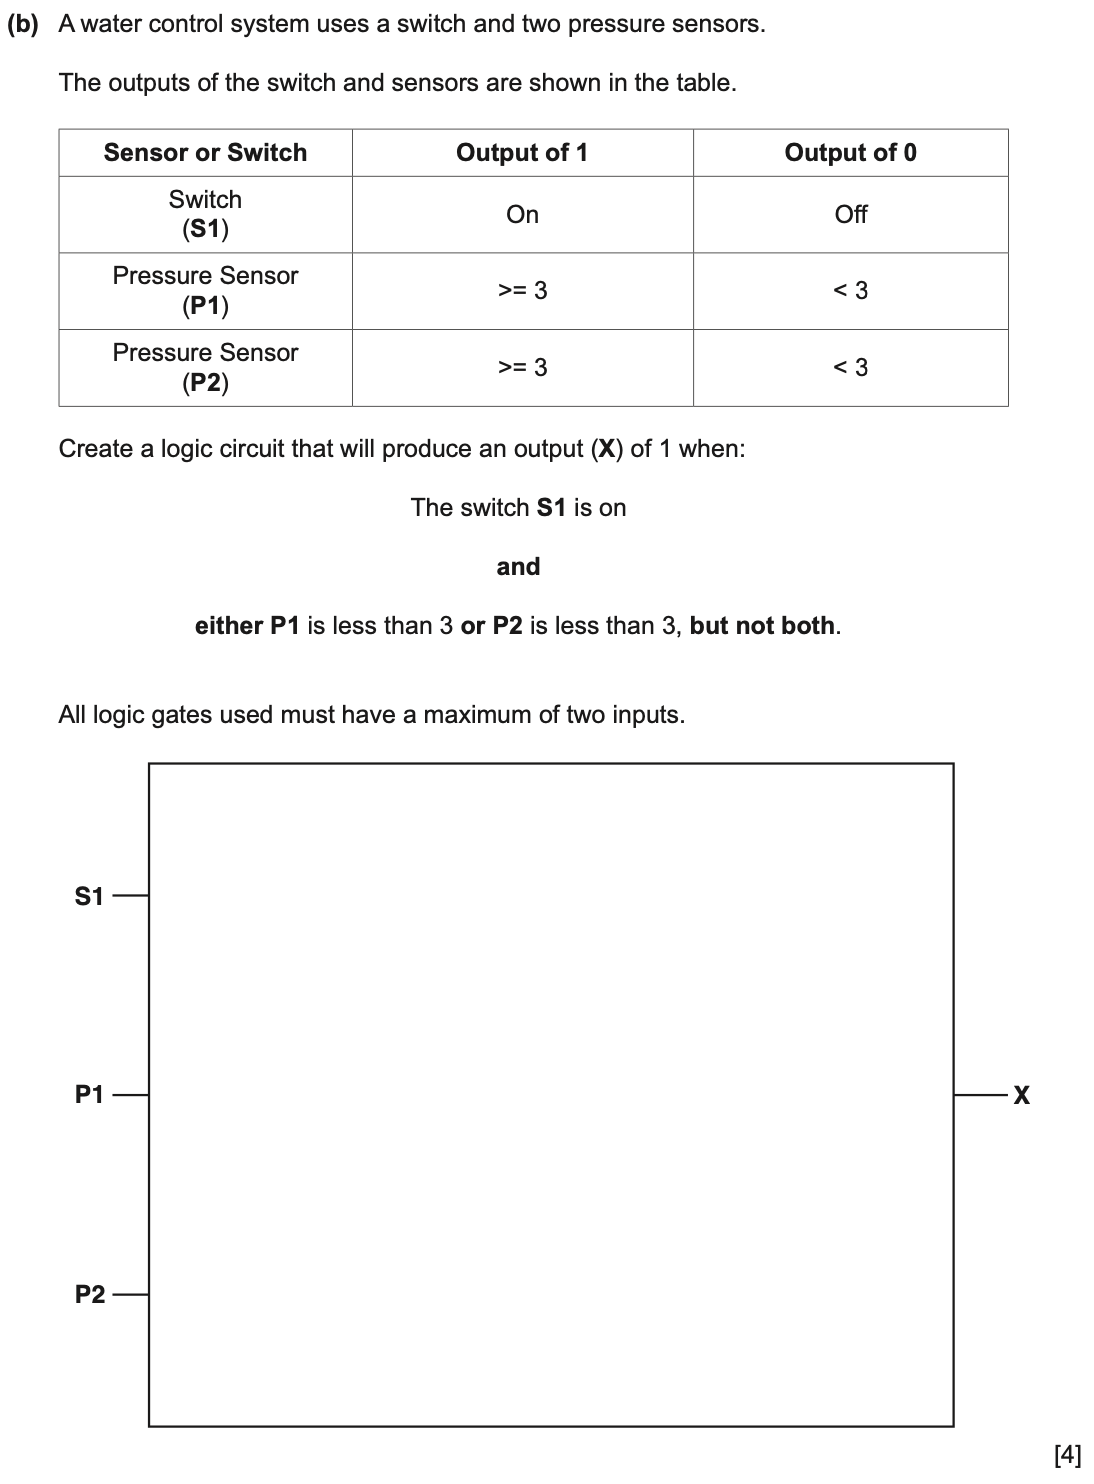 (b) A water control system uses a switch and two pressure sensors.
The outputs of the switch and sensors are shown in the table.
Sensor or Switch Output of 1 Output of 0
Switch
(S1) On Off
Pressure Sensor
(P1) >= 3 < 3
Pressure Sensor
(P2) >= 3 < 3
Create a logic circuit that will produce an output (X) of 1 when:
The switch S1 is on
and
either P1 is less than 3 or P2 is less than 3, but not both.
All logic gates used must have a maximum of two inputs.
S1
P1 X
P2
[4]